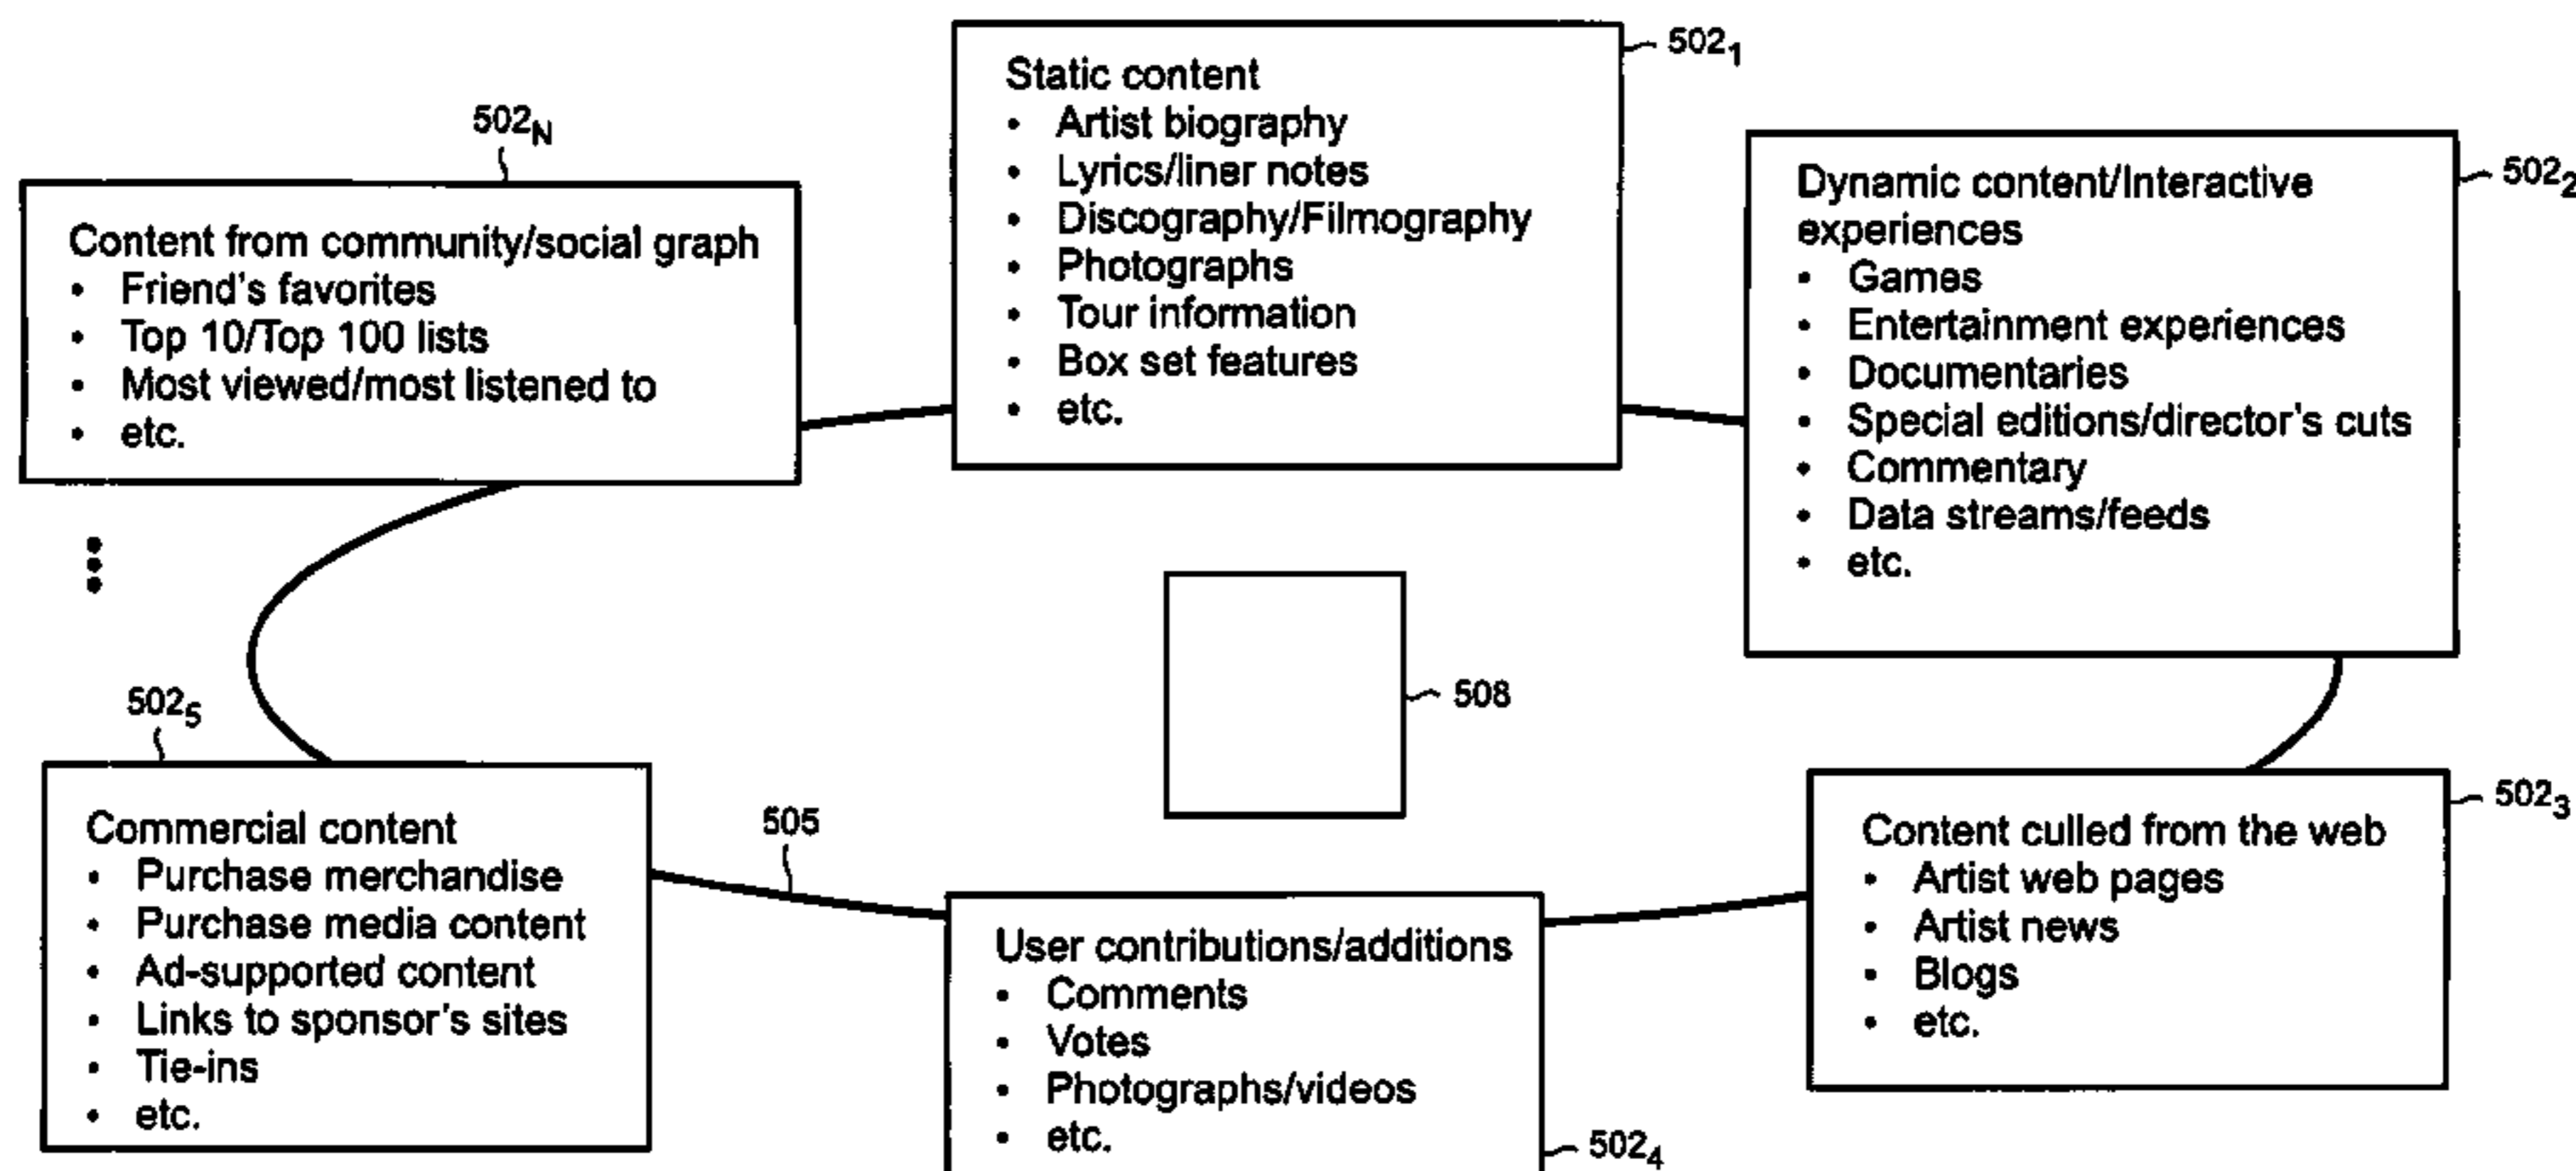 502₁
Static content
• Artist biography
• Lyrics/liner notes
• Discography/Filmography
• Photographs
• Tour information
• Box set features
• etc.
502₂
Dynamic content/Interactive
experiences
• Games
• Entertainment experiences
• Documentaries
• Special editions/director's cuts
• Commentary
• Data streams/feeds
• etc.
502N
Content from community/social graph
• Friend's favorites
• Top 10/Top 100 lists
• Most viewed/most listened to
• etc.
508
502₅
Commercial content
• Purchase merchandise
• Purchase media content
• Ad-supported content
• Links to sponsor's sites
• Tie-ins
• etc.
505
User contributions/additions
• Comments
• Votes
• Photographs/videos
• etc.
502₄
502₃
Content culled from the web
• Artist web pages
• Artist news
• Blogs
• etc.